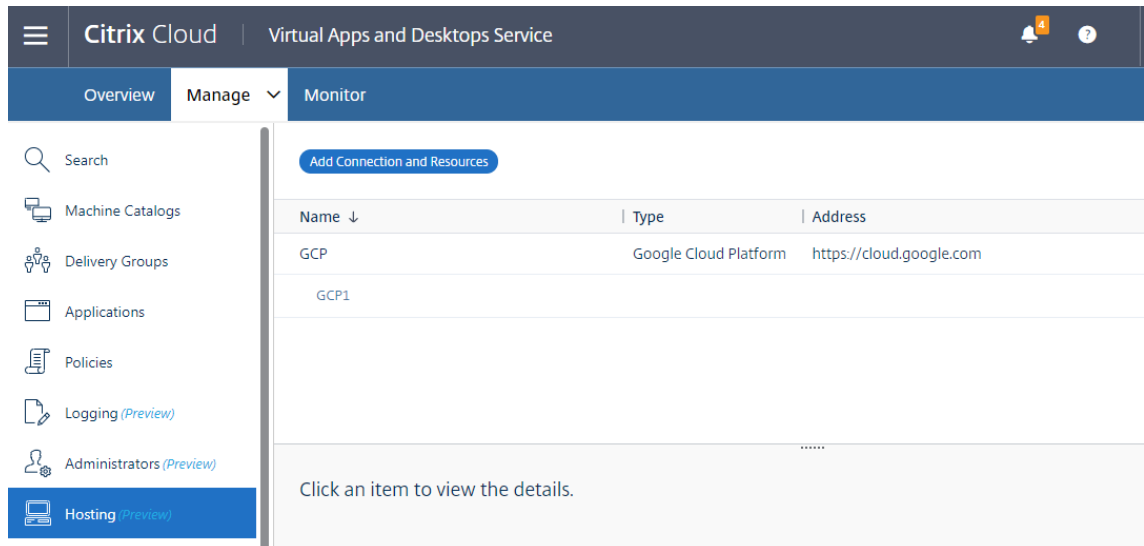 Citrix Cloud | Virtual Apps and Desktops Service 4 ?
Overview Manage Monitor
Search
Machine Catalogs
Delivery Groups
Applications
Policies
Logging (Preview)
Administrators (Preview)
Hosting (Preview)
Add Connection and Resources
Name ↓ Type Address
GCP Google Cloud Platform https://cloud.google.com
GCP1
Click an item to view the details.